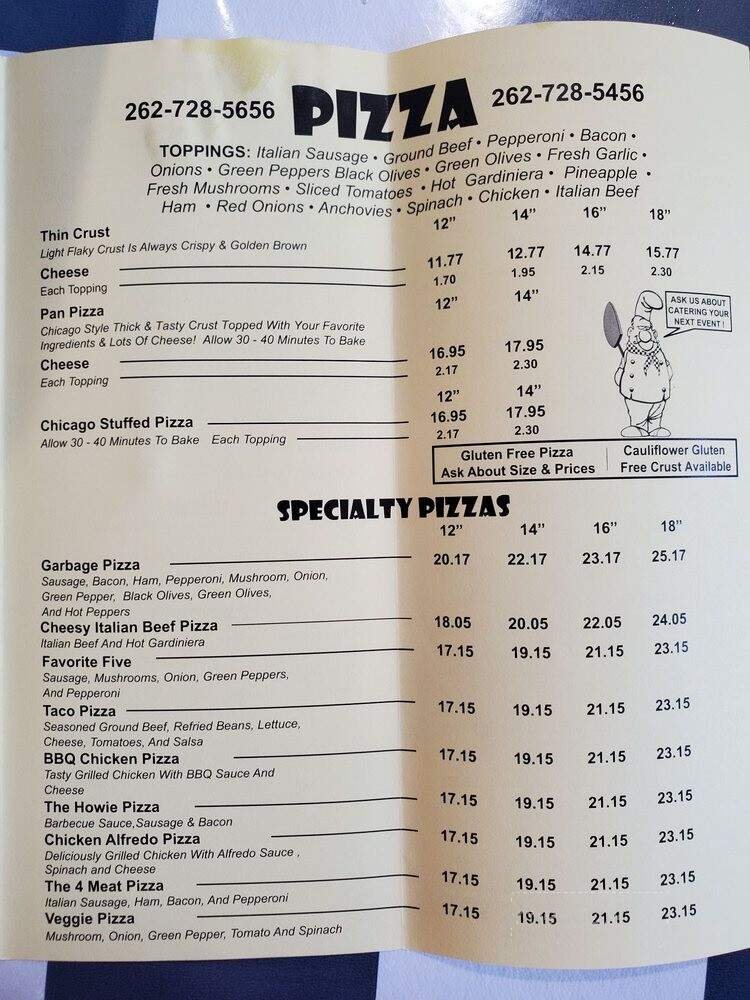 262-728-5656 PIZZA 262-728-5456
TOPPINGS: Italian Sausage • Ground Beef • Pepperoni • Bacon •
Onions • Green Peppers Black Olives • Green Olives • Fresh Garlic •
Fresh Mushrooms • Sliced Tomatoes • Hot Gardiniera • Pineapple •
Ham • Red Onions • Anchovies • Spinach • Chicken • Italian Beef
Thin Crust 12” 14” 16” 18”
Light Flaky Crust Is Always Crispy & Golden Brown
Cheese 11.77 12.77 14.77 15.77
Each Topping 1.70 1.95 2.15 2.30
Pan Pizza 12” 14”
Chicago Style Thick & Tasty Crust Topped With Your Favorite
Ingredients & Lots Of Cheese! Allow 30 - 40 Minutes To Bake
Cheese 16.95 17.95
Each Topping 2.17 2.30
ASK US ABOUT
CATERING YOUR
NEXT EVENT!
12” 14”
Chicago Stuffed Pizza 16.95 17.95
Allow 30 - 40 Minutes To Bake Each Topping 2.17 2.30
Gluten Free Pizza
Ask About Size & Prices
Cauliflower Gluten
Free Crust Available
SPECIALTY PIZZAS
12” 14” 16” 18”
Garbage Pizza 20.17 22.17 23.17 25.17
Sausage, Bacon, Ham, Pepperoni, Mushroom, Onion,
Green Pepper, Black Olives, Green Olives,
And Hot Peppers
Cheesy Italian Beef Pizza 18.05 20.05 22.05 24.05
Italian Beef And Hot Gardiniera
Favorite Five 17.15 19.15 21.15 23.15
Sausage, Mushrooms, Onion, Green Peppers,
And Pepperoni
Taco Pizza 17.15 19.15 21.15 23.15
Seasoned Ground Beef, Refried Beans, Lettuce,
Cheese, Tomatoes, And Salsa
BBQ Chicken Pizza 17.15 19.15 21.15 23.15
Tasty Grilled Chicken With BBQ Sauce And
Cheese
The Howie Pizza 17.15 19.15 21.15 23.15
Barbecue Sauce,Sausage & Bacon
Chicken Alfredo Pizza 17.15 19.15 21.15 23.15
Deliciously Grilled Chicken With Alfredo Sauce ,
Spinach and Cheese
The 4 Meat Pizza 17.15 19.15 21.15 23.15
Italian Sausage, Ham, Bacon, And Pepperoni
Veggie Pizza 17.15 19.15 21.15 23.15
Mushroom, Onion, Green Pepper, Tomato And Spinach